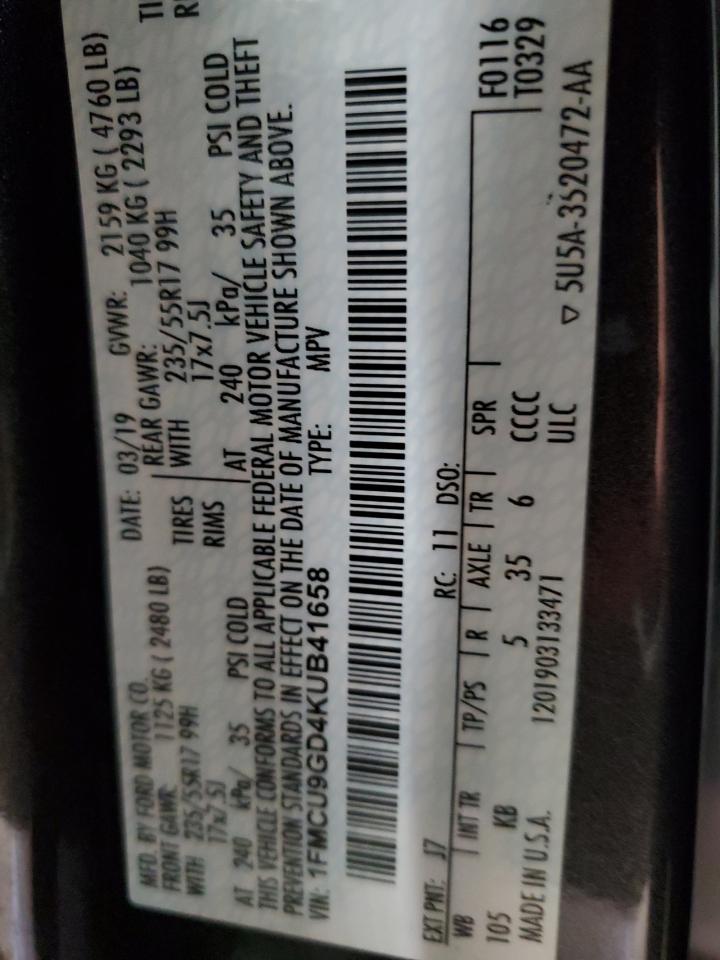 MFD. BY FORD MOTOR CO.
DATE: 03/19 GVWR: 2159 KG ( 4760 LB)
FRONT GAWR: 1125 KG ( 2480 LB) REAR GAWR: 1040 KG ( 2293 LB)
WITH 235/55R17 99H TIRES WITH 235/55R17 99H TI
17x7.5J RIMS 17x7.5J R
AT 240 kPa/ 35 PSI COLD AT 240 kPa/ 35 PSI COLD
THIS VEHICLE CONFORMS TO ALL APPLICABLE FEDERAL MOTOR VEHICLE SAFETY AND THEFT
PREVENTION STANDARDS IN EFFECT ON THE DATE OF MANUFACTURE SHOWN ABOVE.
VIN: 1FMCU9GD4KUB41658 TYPE: MPV
EXT PNT: J7 RC: 11 DSO: F0116
WB INT TR TP/PS R AXLE TR SPR T0329
105 KB 5 35 6 CCCC
MADE IN U.S.A. 1201903133471 ULC ▽ 5U5A-3520472-AA